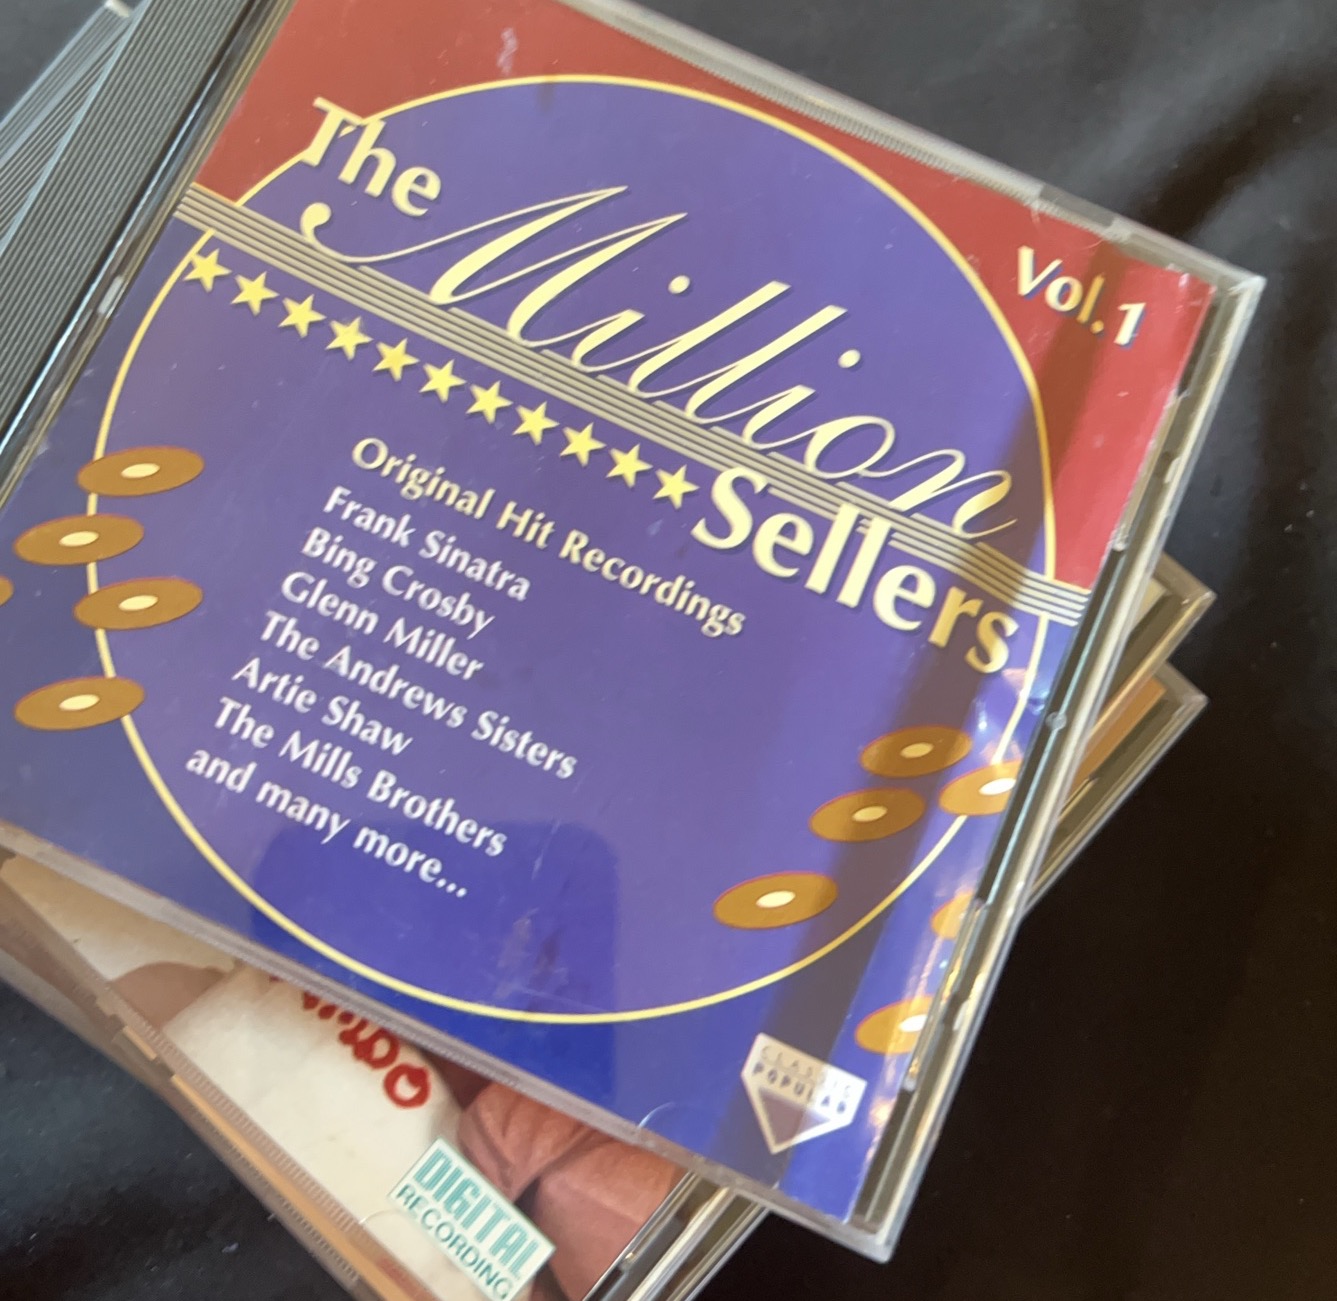 The
Million
Sellers
Vol.1
Original Hit Recordings
Frank Sinatra
Bing Crosby
Glenn Miller
The Andrews Sisters
Artie Shaw
The Mills Brothers
and many more...
CLASSIC
POPULAR
DIGITAL
RECORDING